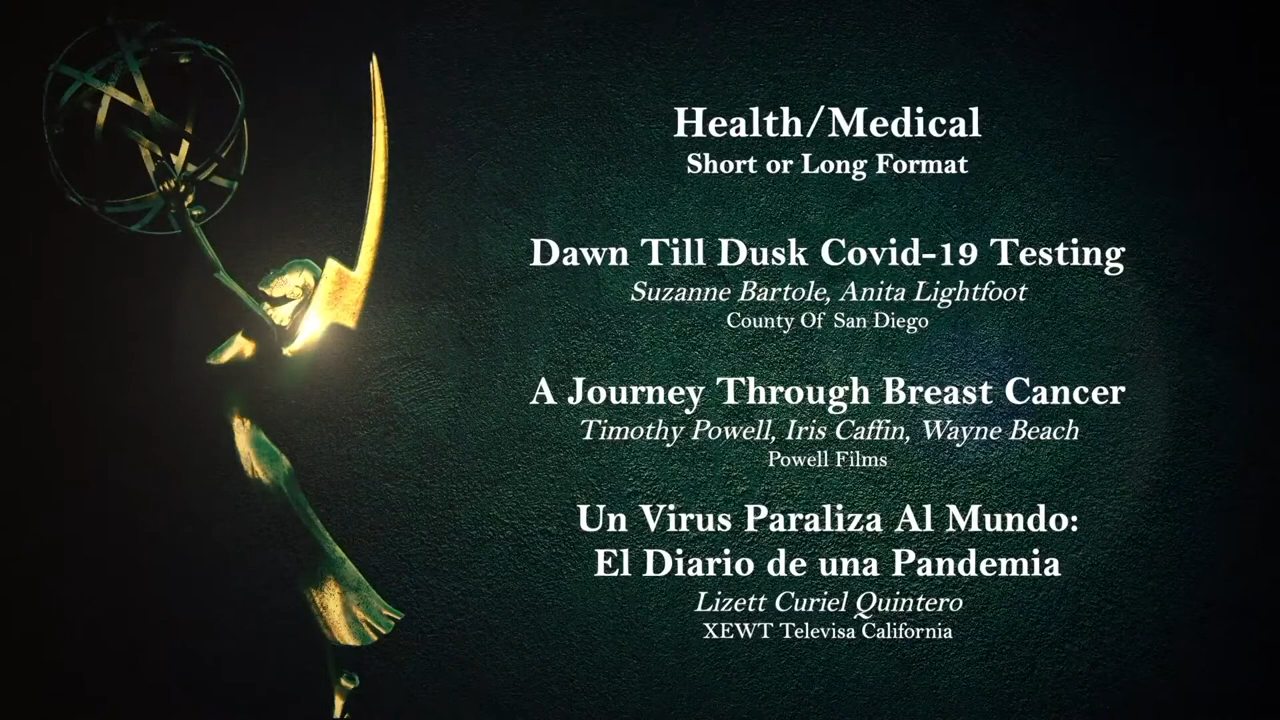 Health/Medical
Short or Long Format
Dawn Till Dusk Covid-19 Testing
Suzanne Bartole, Anita Lightfoot
County Of San Diego
A Journey Through Breast Cancer
Timothy Powell, Iris Caffin, Wayne Beach
Powell Films
Un Virus Paraliza Al Mundo:
El Diario de una Pandemia
Lizett Curiel Quintero
XEWT Televisa California